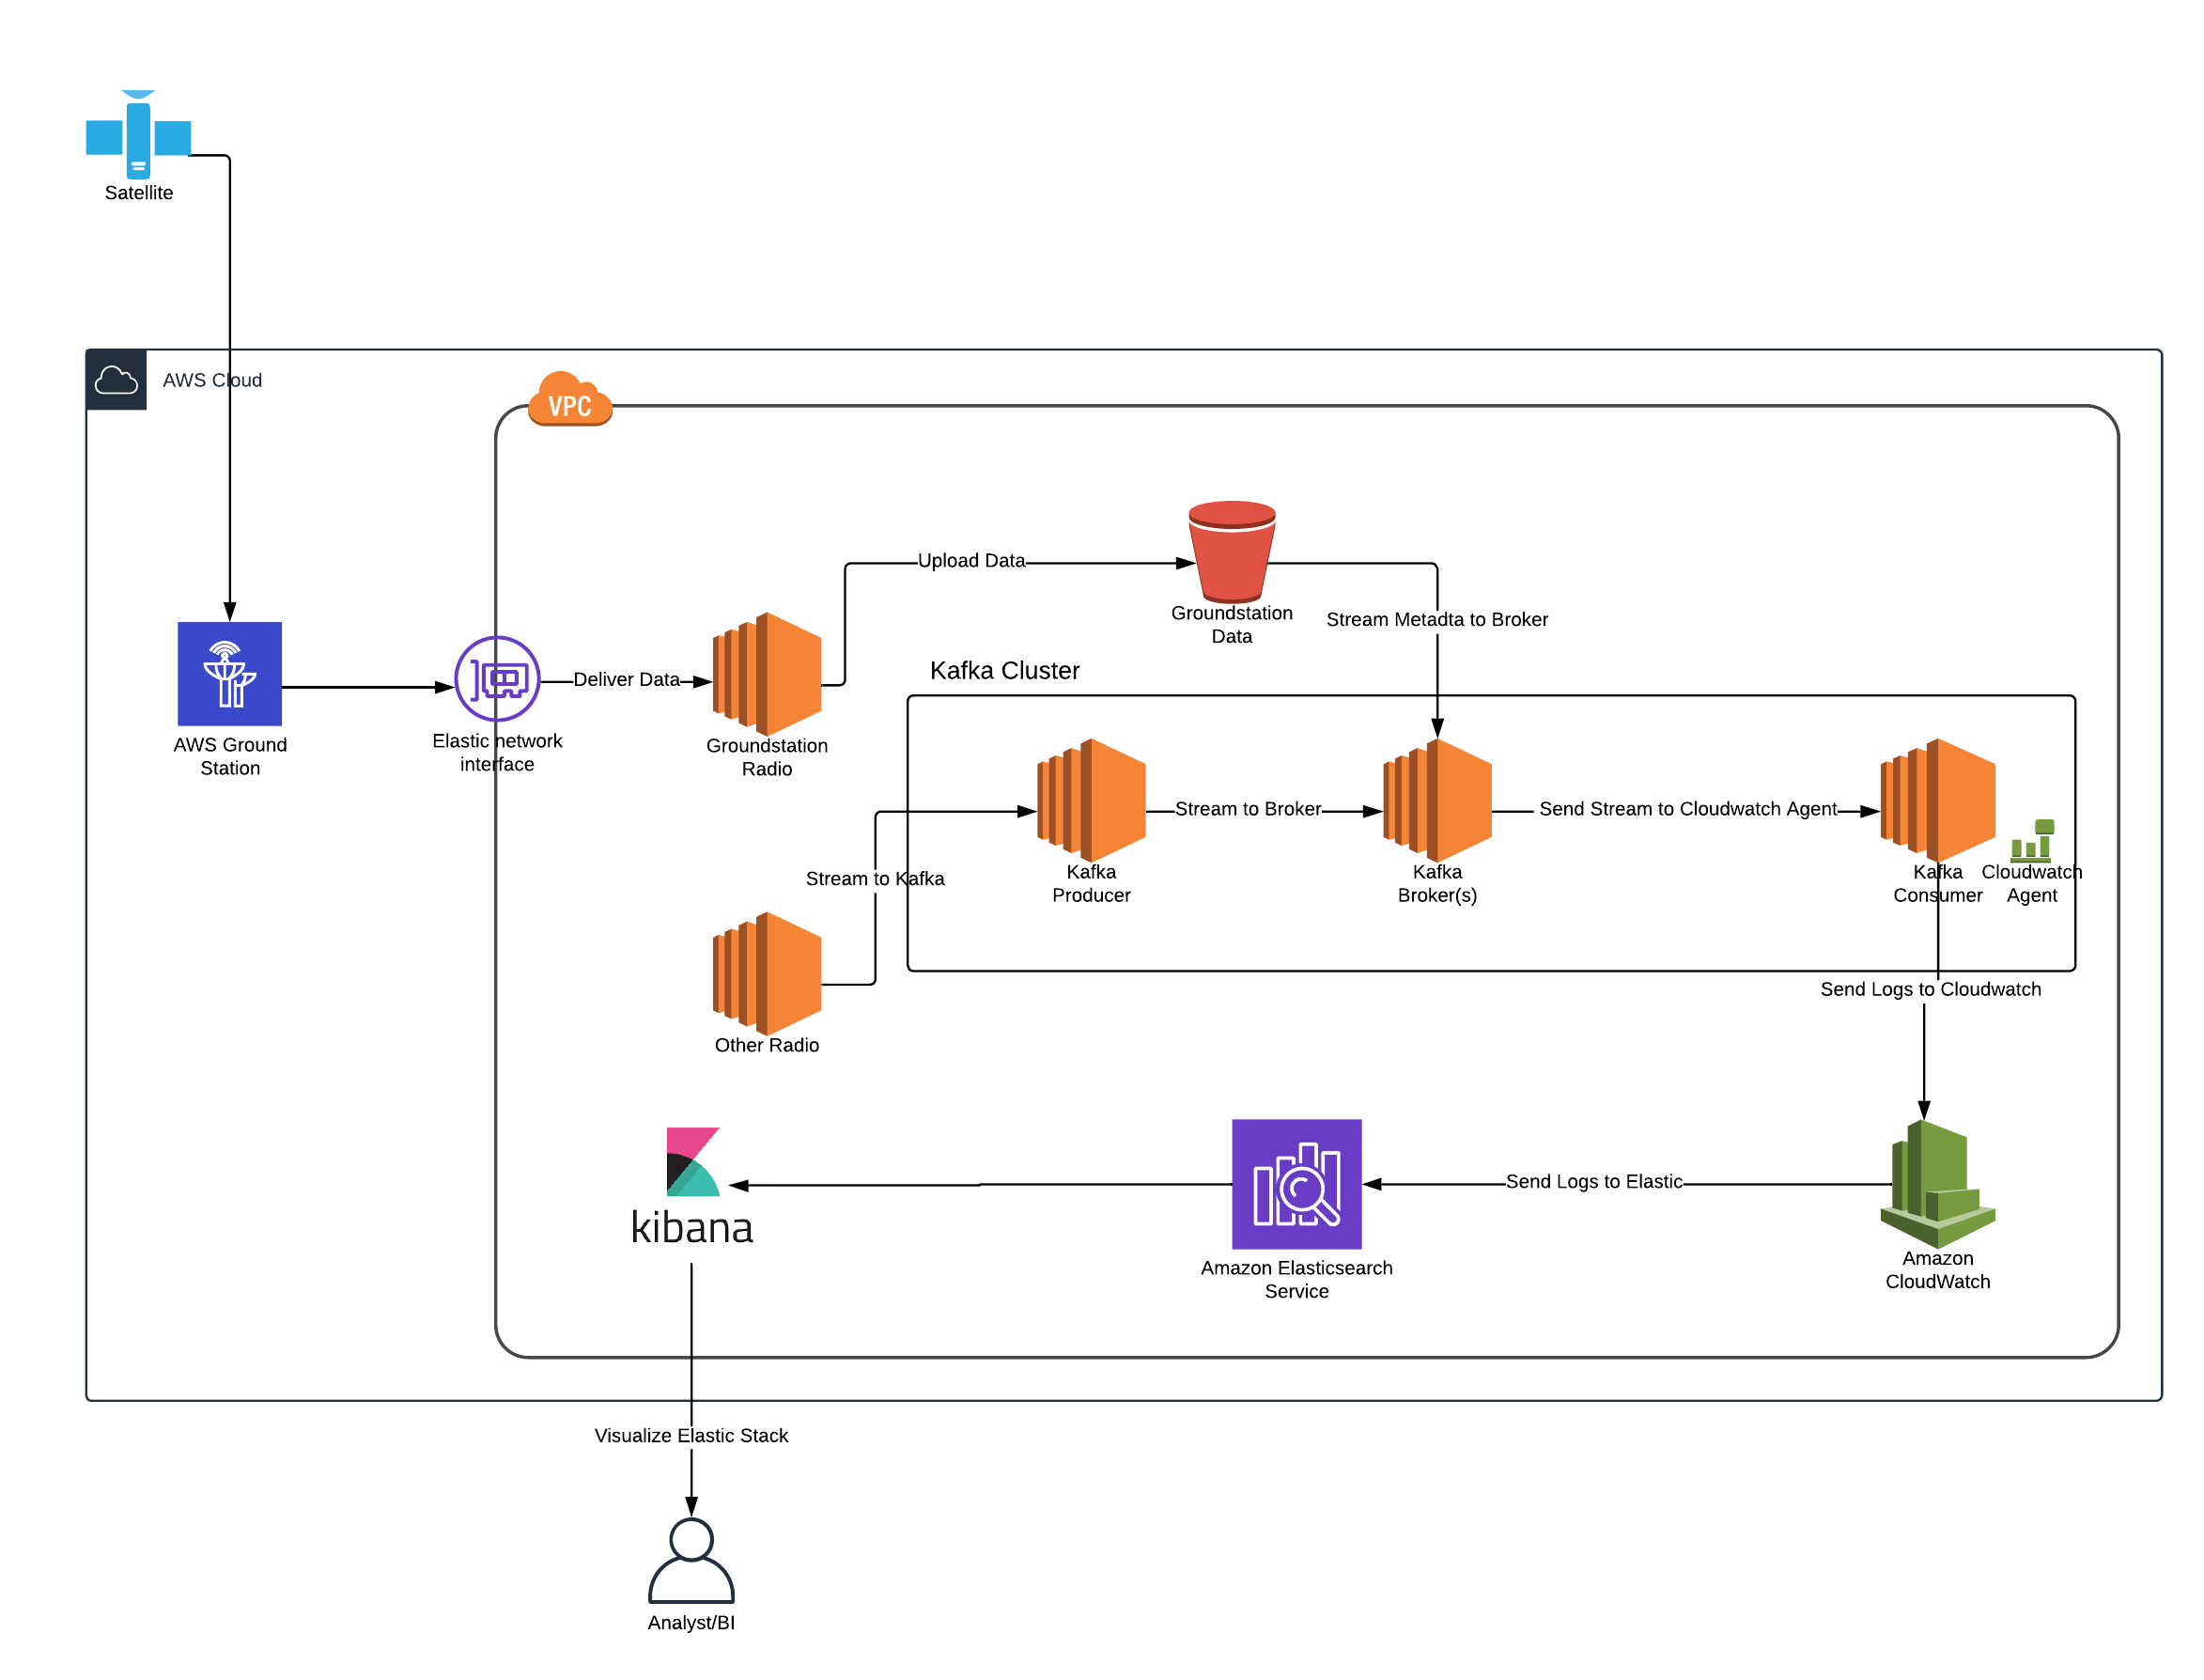 Satellite
AWS Cloud
VPC
Upload Data
Groundstation
Data
Stream Metadta to Broker
Kafka Cluster
Deliver Data
AWS Ground
Station
Elastic network
interface
Groundstation
Radio
Stream to Broker
Send Stream to Cloudwatch Agent
Stream to Kafka
Kafka
Producer
Kafka
Broker(s)
Kafka
Consumer
Cloudwatch
Agent
Send Logs to Cloudwatch
Other Radio
kibana
Send Logs to Elastic
Amazon Elasticsearch
Service
Amazon
CloudWatch
Visualize Elastic Stack
Analyst/BI